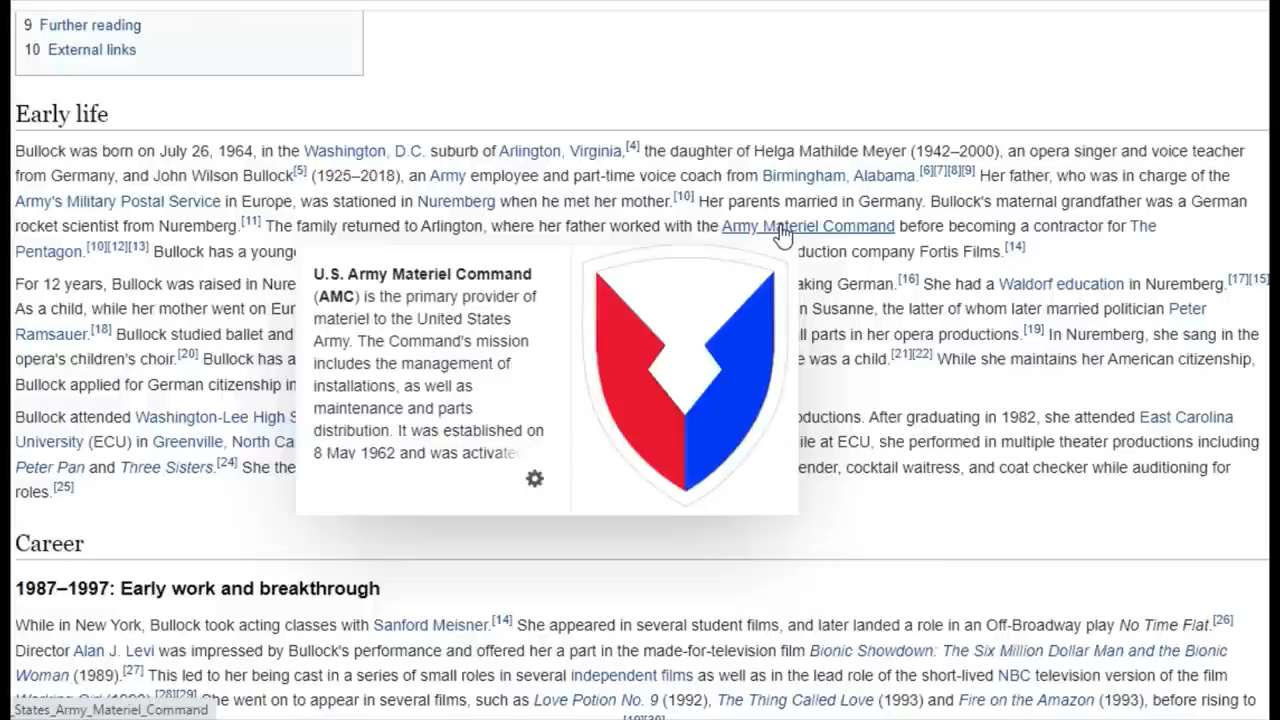 9 Further reading
10 External links
Early life
Bullock was born on July 26, 1964, in the Washington, D.C. suburb of Arlington, Virginia,[4] the daughter of Helga Mathilde Meyer (1942–2000), an opera singer and voice teacher
from Germany, and John Wilson Bullock[5] (1925–2018), an Army employee and part-time voice coach from Birmingham, Alabama.[6][7][8][9] Her father, who was in charge of the
Army's Military Postal Service in Europe, was stationed in Nuremberg when he met her mother.[10] Her parents married in Germany. Bullock's maternal grandfather was a German
rocket scientist from Nuremberg.[11] The family returned to Arlington, where her father worked with the Army Materiel Command before becoming a contractor for The
Pentagon.[10][12][13] Bullock has a young duction company Fortis Films.[14]
For 12 years, Bullock was raised in Nure aking German.[16] She had a Waldorf education in Nuremberg.[17][15]
As a child, while her mother went on Eur n Susanne, the latter of whom later married politician Peter
Ramsauer.[18] Bullock studied ballet and ll parts in her opera productions.[19] In Nuremberg, she sang in the
opera's children's choir.[20] Bullock has a e was a child.[21][22] While she maintains her American citizenship,
Bullock applied for German citizenship in
Bullock attended Washington-Lee High S oductions. After graduating in 1982, she attended East Carolina
University (ECU) in Greenville, North Ca ile at ECU, she performed in multiple theater productions including
Peter Pan and Three Sisters.[24] She the ender, cocktail waitress, and coat checker while auditioning for
roles.[25]
U.S. Army Materiel Command
(AMC) is the primary provider of
materiel to the United States
Army. The Command's mission
includes the management of
installations, as well as
maintenance and parts
distribution. It was established on
8 May 1962 and was activate
Career
1987–1997: Early work and breakthrough
While in New York, Bullock took acting classes with Sanford Meisner.[14] She appeared in several student films, and later landed a role in an Off-Broadway play No Time Flat.[26]
Director Alan J. Levi was impressed by Bullock's performance and offered her a part in the made-for-television film Bionic Showdown: The Six Million Dollar Man and the Bionic
Woman (1989).[27] This led to her being cast in a series of small roles in several independent films as well as in the lead role of the short-lived NBC television version of the film
[28][29] she went on to appear in several films, such as Love Potion No. 9 (1992), The Thing Called Love (1993) and Fire on the Amazon (1993), before rising to
States_Army_Materiel_Command